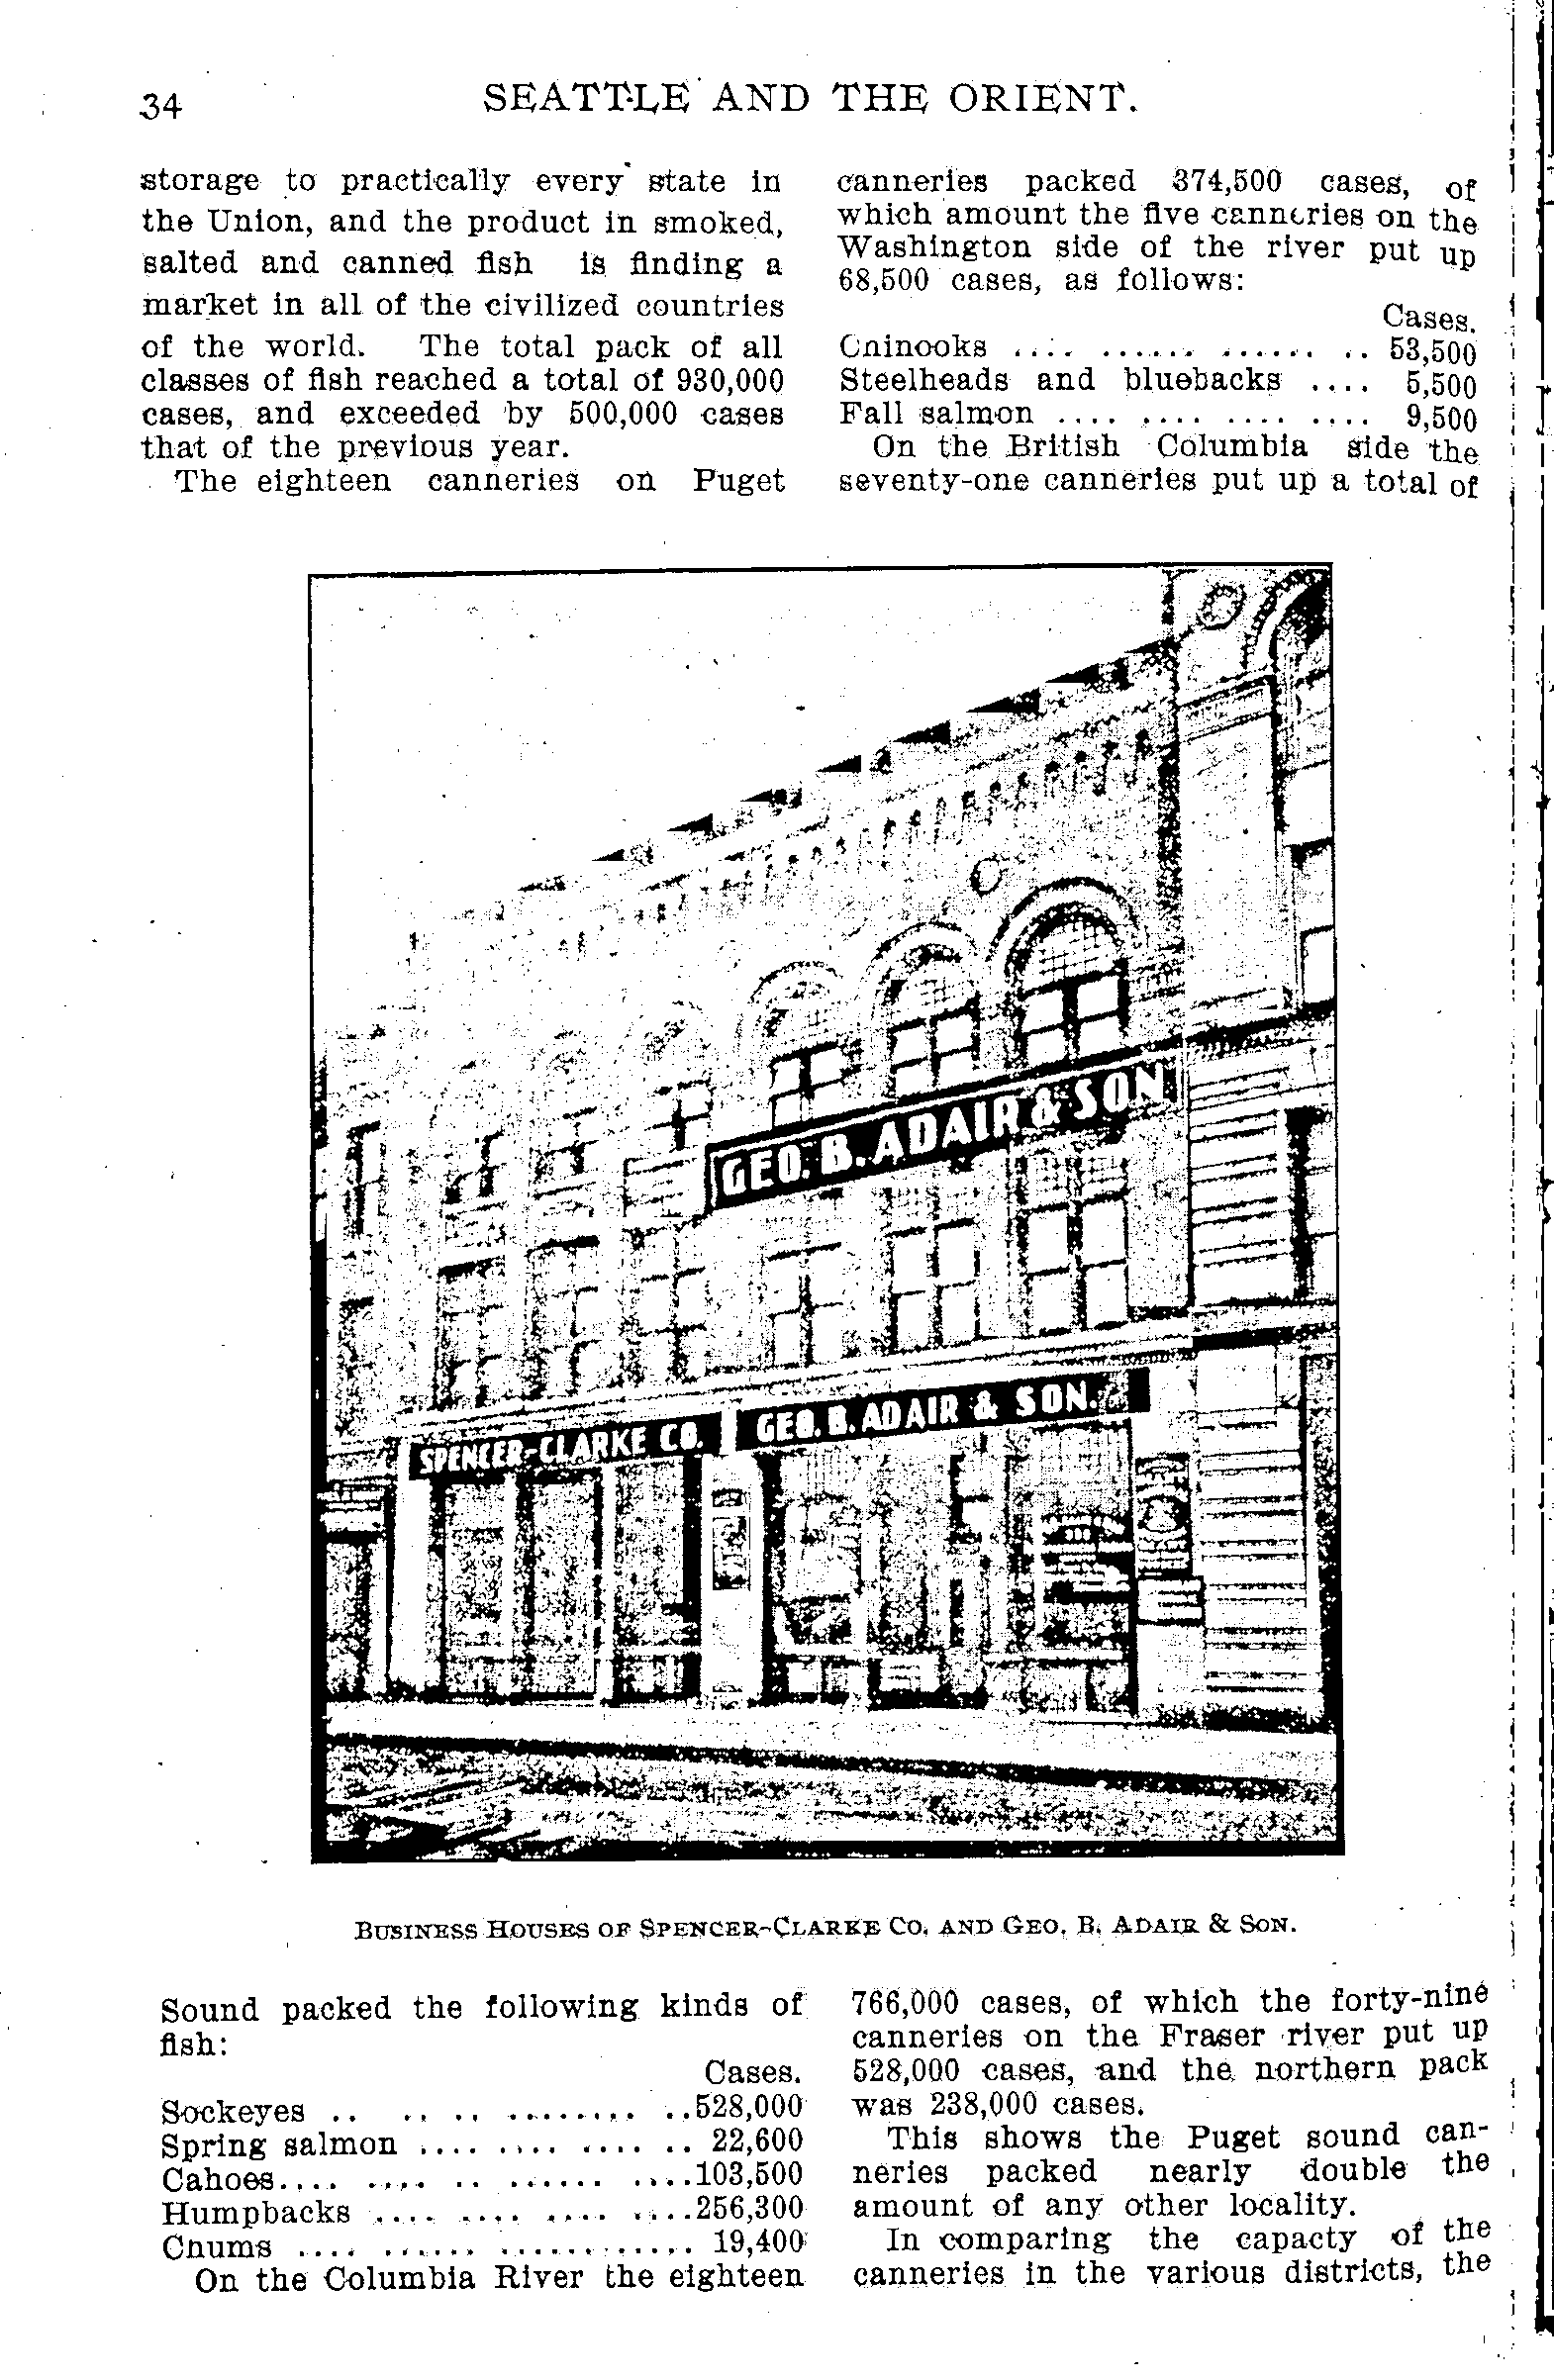 34
SEATTLE AND THE ORIENT.
storage to practically every state in
the Union, and the product in smoked,
salted and canned fish is finding a
market in all of the civilized countries
of the world. The total pack of all
classes of fish reached a total of 930,000
cases, and exceeded by 500,000 cases
that of the previous year.
The eighteen canneries on Puget
canneries packed 374,500 cases, of
which amount the five canneries on the
Washington side of the river put up
68,500 cases, as follows:
Cases.
Cninooks .... ...... ...... .. 53,500
Steelheads and bluebacks .... 5,500
Fall salmon .... .... .... .... 9,500
On the British Columbia side the
seventy-one canneries put up a total of
GEO. B. ADAIR & SON
SPENCER-CLARKE CO.
GEO. B. ADAIR & SON.
BUSINESS HOUSES OF SPENCER-CLARKE CO. AND GEO. B. ADAIR & SON.
Sound packed the following kinds of
fish:
Cases.
Sockeyes .. .. .. ......... ..528,000
Spring salmon .... .... .... .. 22,600
Cahoes.... .... .. ...... ....103,500
Humpbacks .... .... .... ....256,300
Cnums .... ...... ............ 19,400
On the Columbia River the eighteen
766,000 cases, of which the forty-nine
canneries on the Fraser river put up
528,000 cases, and the northern pack
was 238,000 cases.
This shows the Puget sound can-
neries packed nearly double the
amount of any other locality.
In comparing the capacty of the
canneries in the various districts, the